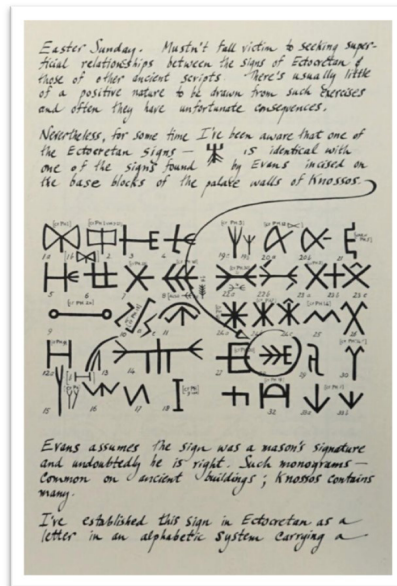 Easter Sunday. Mustn't fall victim to seeking super-
ficial relationships between the signs of Ectocretan &
those of other ancient scripts. There's usually little
of a positive nature to be drawn from such exercises
and often they have unfortunate consequences.
Nevertheless, for some time I've been aware that one of
the Ectocretan signs — is identical with
one of the signs found by Evans incised on
the base blocks of the palace walls of Knossos.
Evans assumes the sign was a mason's signature
and undoubtedly he is right. Such monograms —
common on ancient buildings; Knossos contains
many.
I've established this sign in Ectocretan as a
letter in an alphabetic system carrying a